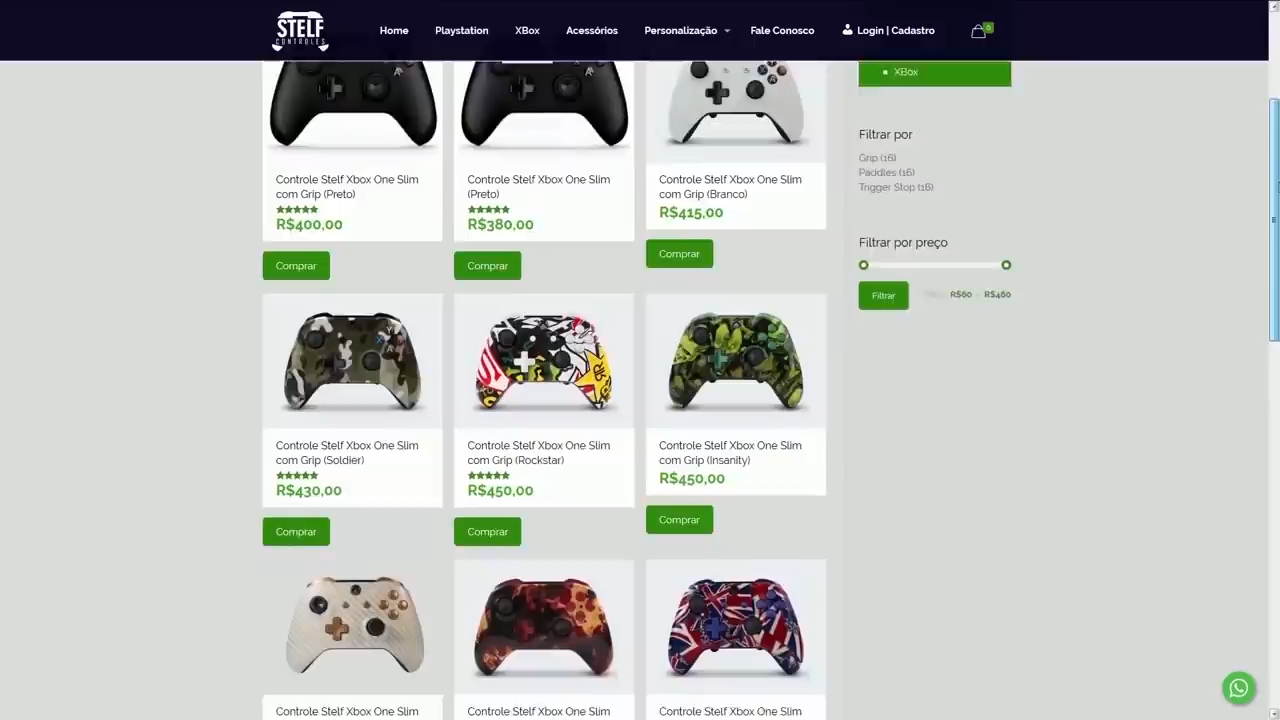 STELF
CONTROLES
Home
Playstation
XBox
Acessórios
Personalização
Fale Conosco
Login | Cadastro
0
XBox
Filtrar por
Grip (16)
Paddles (16)
Trigger Stop (16)
Filtrar por preço
Filtrar
R$60 - R$460
Controle Stelf Xbox One Slim
com Grip (Preto)
R$400,00
Comprar
Controle Stelf Xbox One Slim
(Preto)
R$380,00
Comprar
Controle Stelf Xbox One Slim
com Grip (Branco)
R$415,00
Comprar
Controle Stelf Xbox One Slim
com Grip (Soldier)
R$430,00
Comprar
Controle Stelf Xbox One Slim
com Grip (Rockstar)
R$450,00
Comprar
Controle Stelf Xbox One Slim
com Grip (Insanity)
R$450,00
Comprar
Controle Stelf Xbox One Slim
Controle Stelf Xbox One Slim
Controle Stelf Xbox One Slim